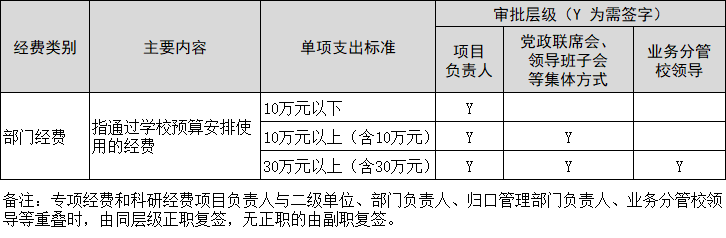 经费类别
主要内容
单项支出标准
审批层级（Y 为需签字）
项目
负责人
党政联席会、
领导班子会
等集体方式
业务分管
校领导
部门经费
指通过学校预算安排使
用的经费
10万元以下
Y
10万元以上（含10万元）
Y
Y
30万元以上（含30万元）
Y
Y
Y
备注：专项经费和科研经费项目负责人与二级单位、部门负责人、归口管理部门负责人、业务分管校领
导等重叠时，由同层级正职复签，无正职的由副职复签。